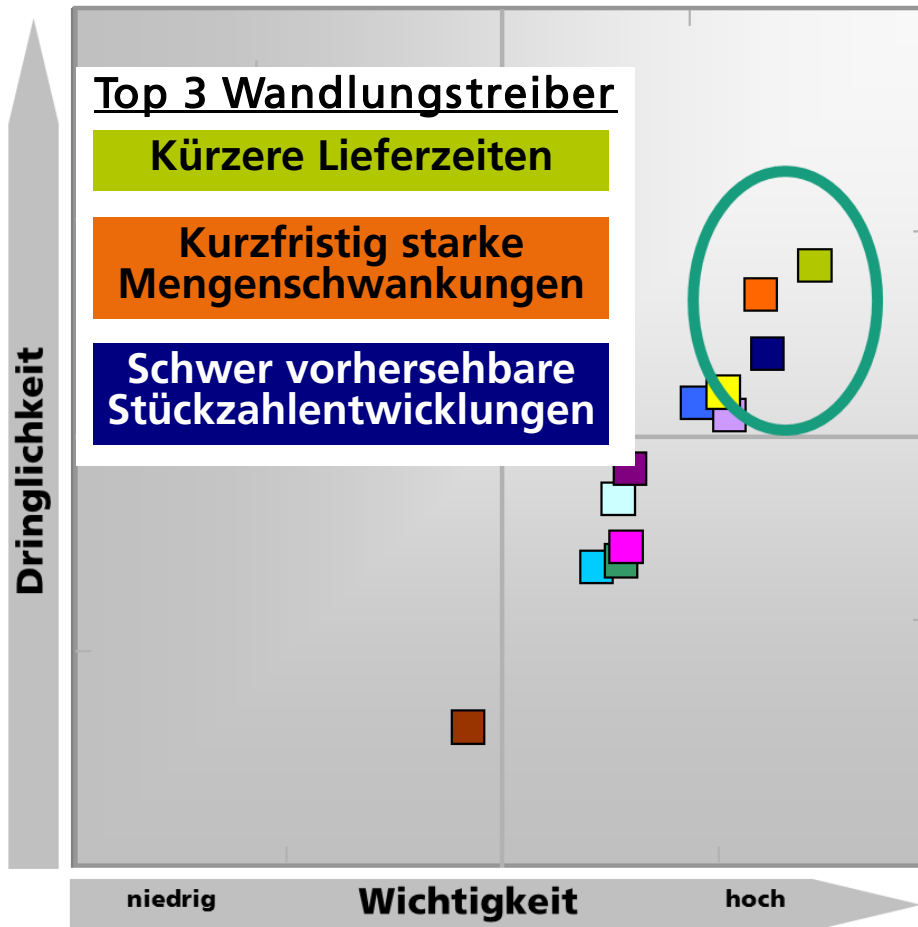 Top 3 Wandlungstreiber
Kürzere Lieferzeiten
Kurzfristig starke
Mengenschwankungen
Schwer vorhersehbare
Stückzahlentwicklungen
Dringlichkeit
niedrig Wichtigkeit hoch